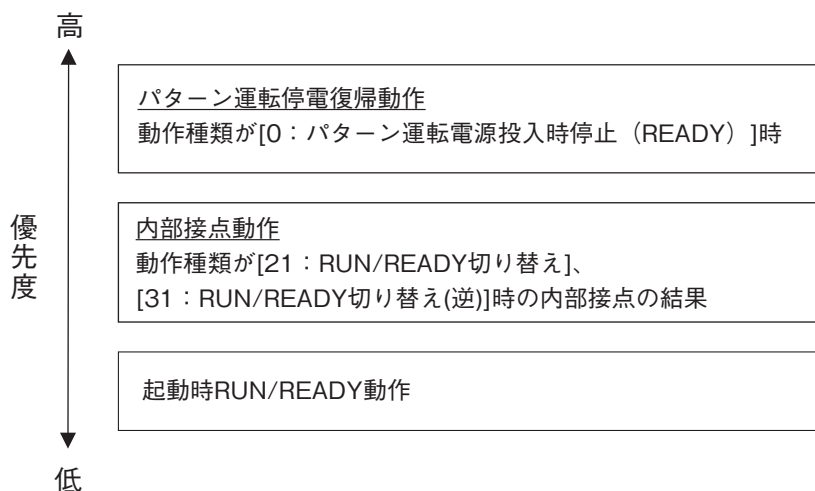 高
パターン運転停電復帰動作
動作種類が[0：パターン運転電源投入時停止（READY）]時
優先度
内部接点動作
動作種類が[21：RUN/READY切り替え]、
[31：RUN/READY切り替え(逆)]時の内部接点の結果
起動時RUN/READY動作
低